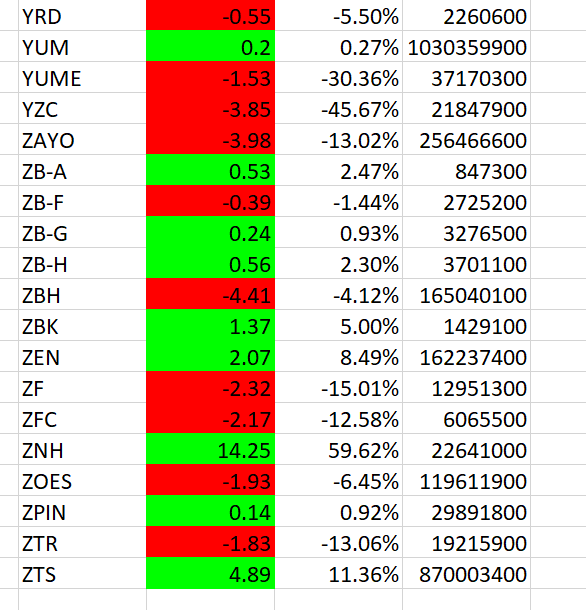 YRD -0.55 -5.50% 2260600
YUM 0.2 0.27% 1030359900
YUME -1.53 -30.36% 37170300
YZC -3.85 -45.67% 21847900
ZAYO -3.98 -13.02% 256466600
ZB-A 0.53 2.47% 847300
ZB-F -0.39 -1.44% 2725200
ZB-G 0.24 0.93% 3276500
ZB-H 0.56 2.30% 3701100
ZBH -4.41 -4.12% 165040100
ZBK 1.37 5.00% 1429100
ZEN 2.07 8.49% 162237400
ZF -2.32 -15.01% 12951300
ZFC -2.17 -12.58% 6065500
ZNH 14.25 59.62% 22641000
ZOES -1.93 -6.45% 119611900
ZPIN 0.14 0.92% 29891800
ZTR -1.83 -13.06% 19215900
ZTS 4.89 11.36% 870003400